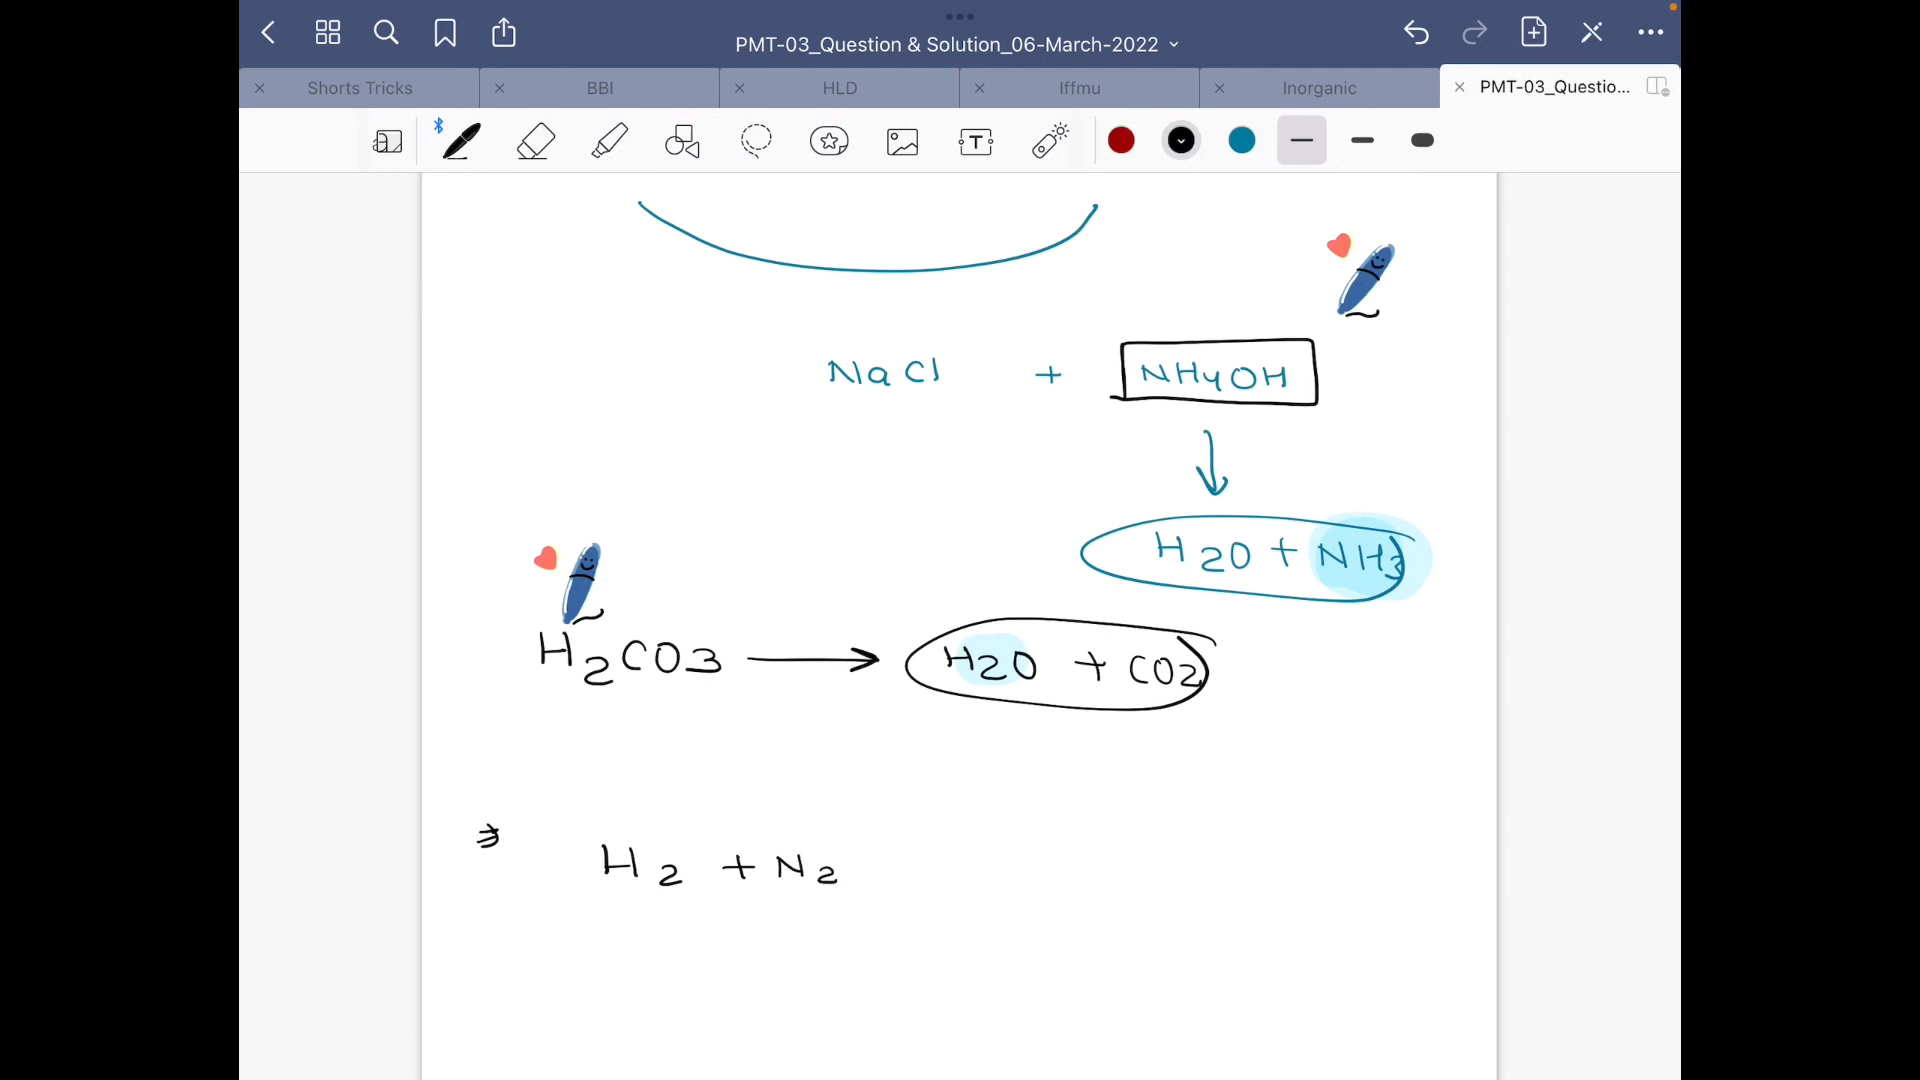 PMT-03_Question & Solution_06-March-2022
Shorts Tricks
BBI
HLD
Iffmu
Inorganic
PMT-03_Questio...
T
NaCl + NH4OH
H2O + NH3
H2CO3 → H2O + CO2
H2 + N2